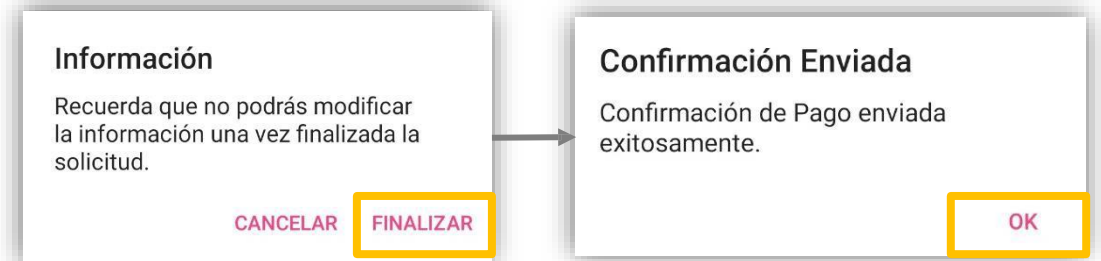 Información
Recuerda que no podrás modificar
la información una vez finalizada la
solicitud.
CANCELAR FINALIZAR
Confirmación Enviada
Confirmación de Pago enviada
exitosamente.
OK